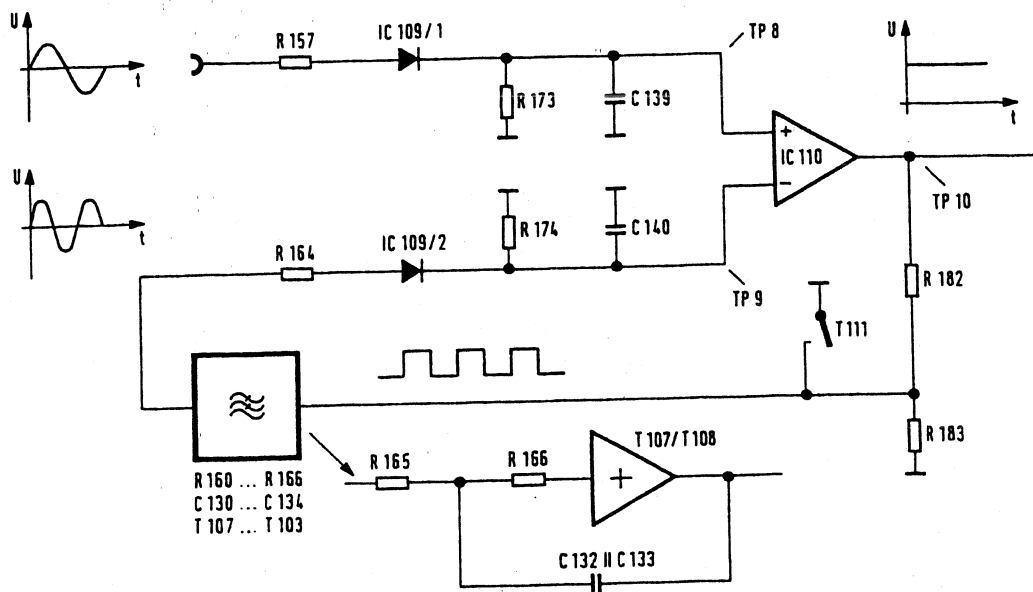 U
t
R 157
IC 109/1
TP 8
R 173
C 139
U
t
+
IC 110
−
TP 10
U
t
R 164
IC 109/2
R 174
C 140
TP 9
R 182
T 111
R 183
R 160 ... R 166
C 130 ... C 134
T 107 ... T 103
R 165
R 166
T 107/T 108
+
C 132 II C 133